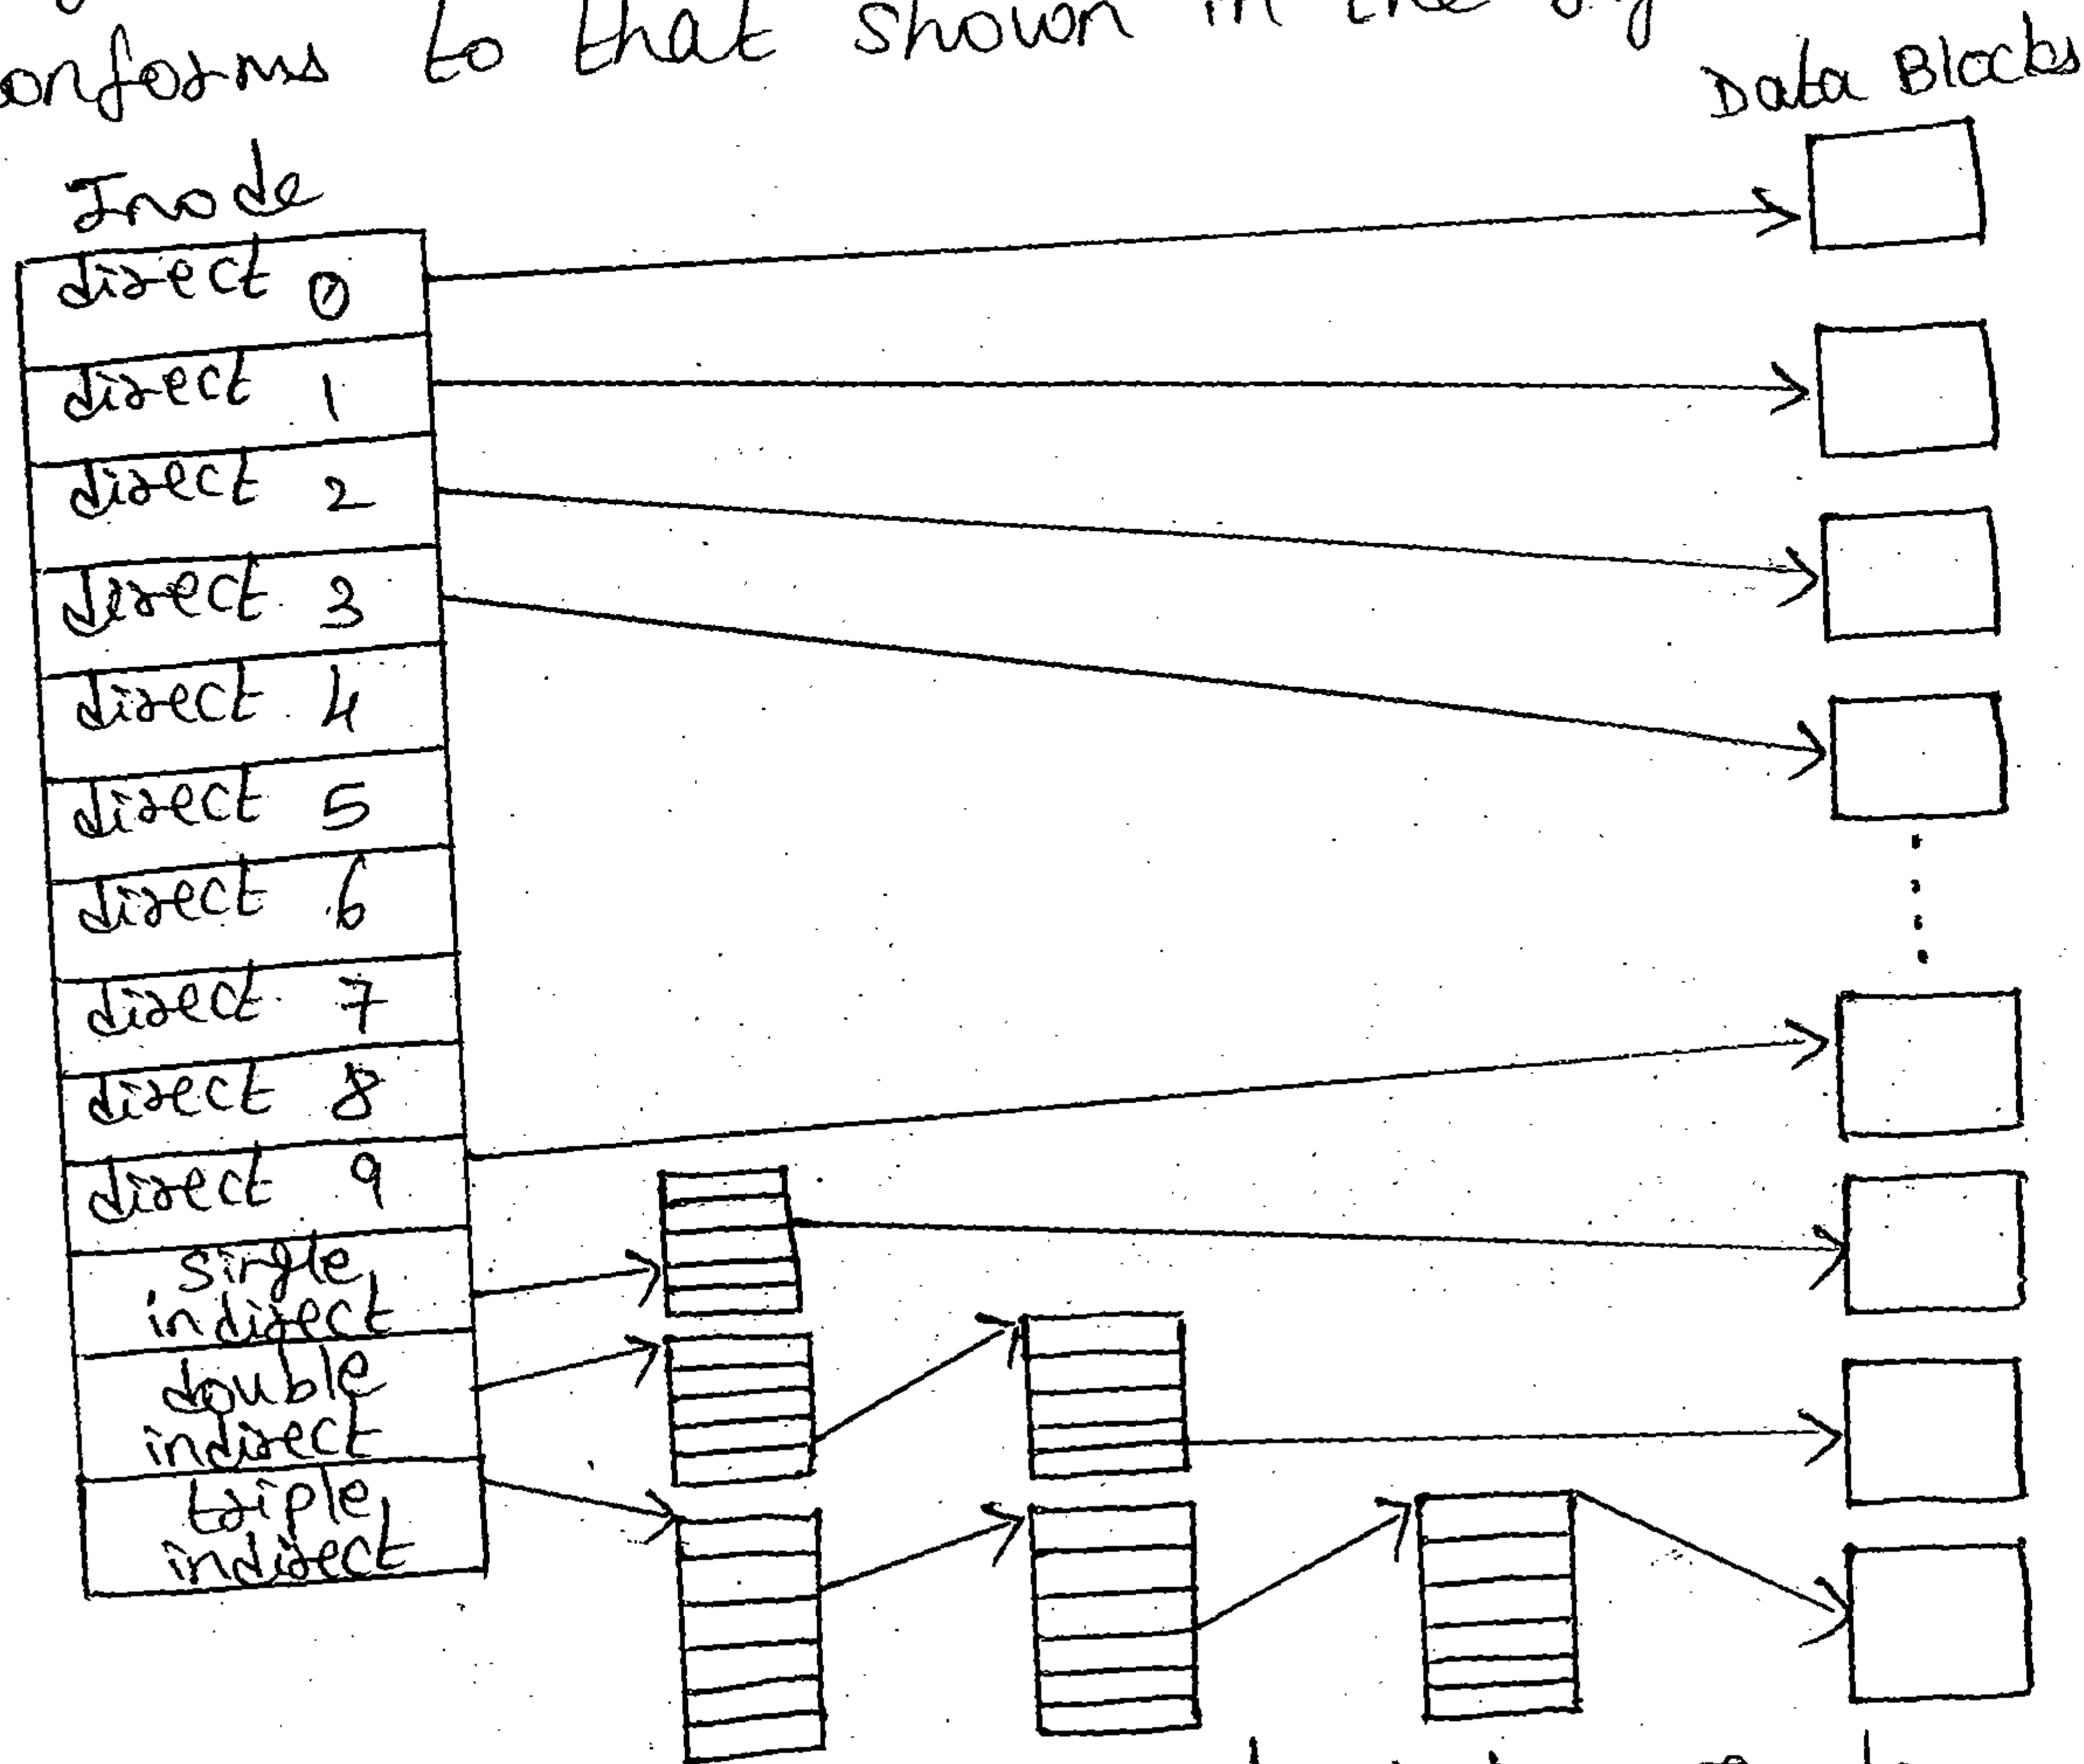 conforms to that shown in the
Data Blocks
Inode
direct 0
direct 1
direct 2
direct 3
direct 4
direct 5
direct 6
direct 7
direct 8
direct 9
single
indirect
double
indirect
triple
indirect